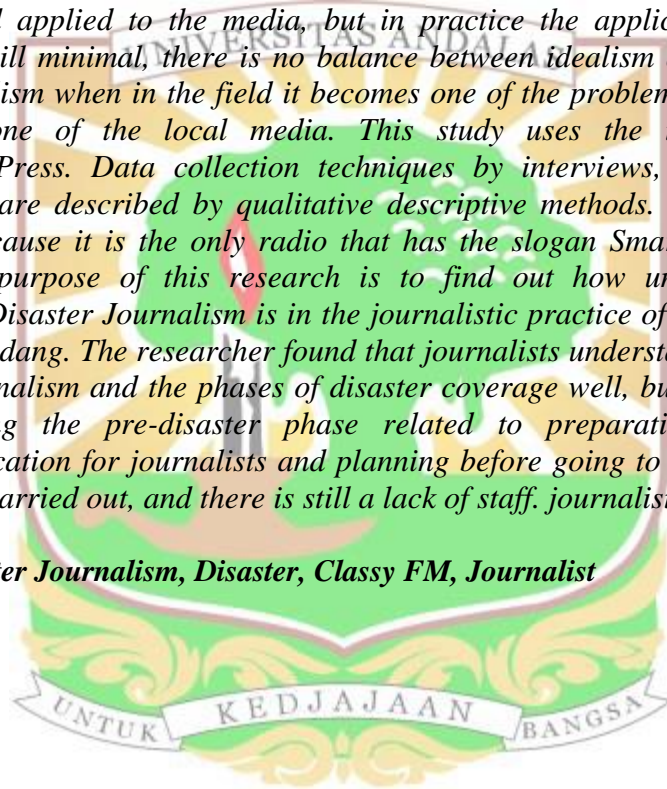 l applied to the media, but in practice the applic
ill minimal, there is no balance between idealism
ism when in the field it becomes one of the problem
one of the local media. This study uses the
Press. Data collection techniques by interviews,
are described by qualitative descriptive methods.
cause it is the only radio that has the slogan Sma
purpose of this research is to find out how u
Disaster Journalism is in the journalistic practice of
dang. The researcher found that journalists understa
nalism and the phases of disaster coverage well, bu
g the pre-disaster phase related to preparati
cation for journalists and planning before going to
arried out, and there is still a lack of staff. journalis
er Journalism, Disaster, Classy FM, Journalist
UNIVERSITAS ANDALAS
UNTUK KEDJAJAAN BANGSA